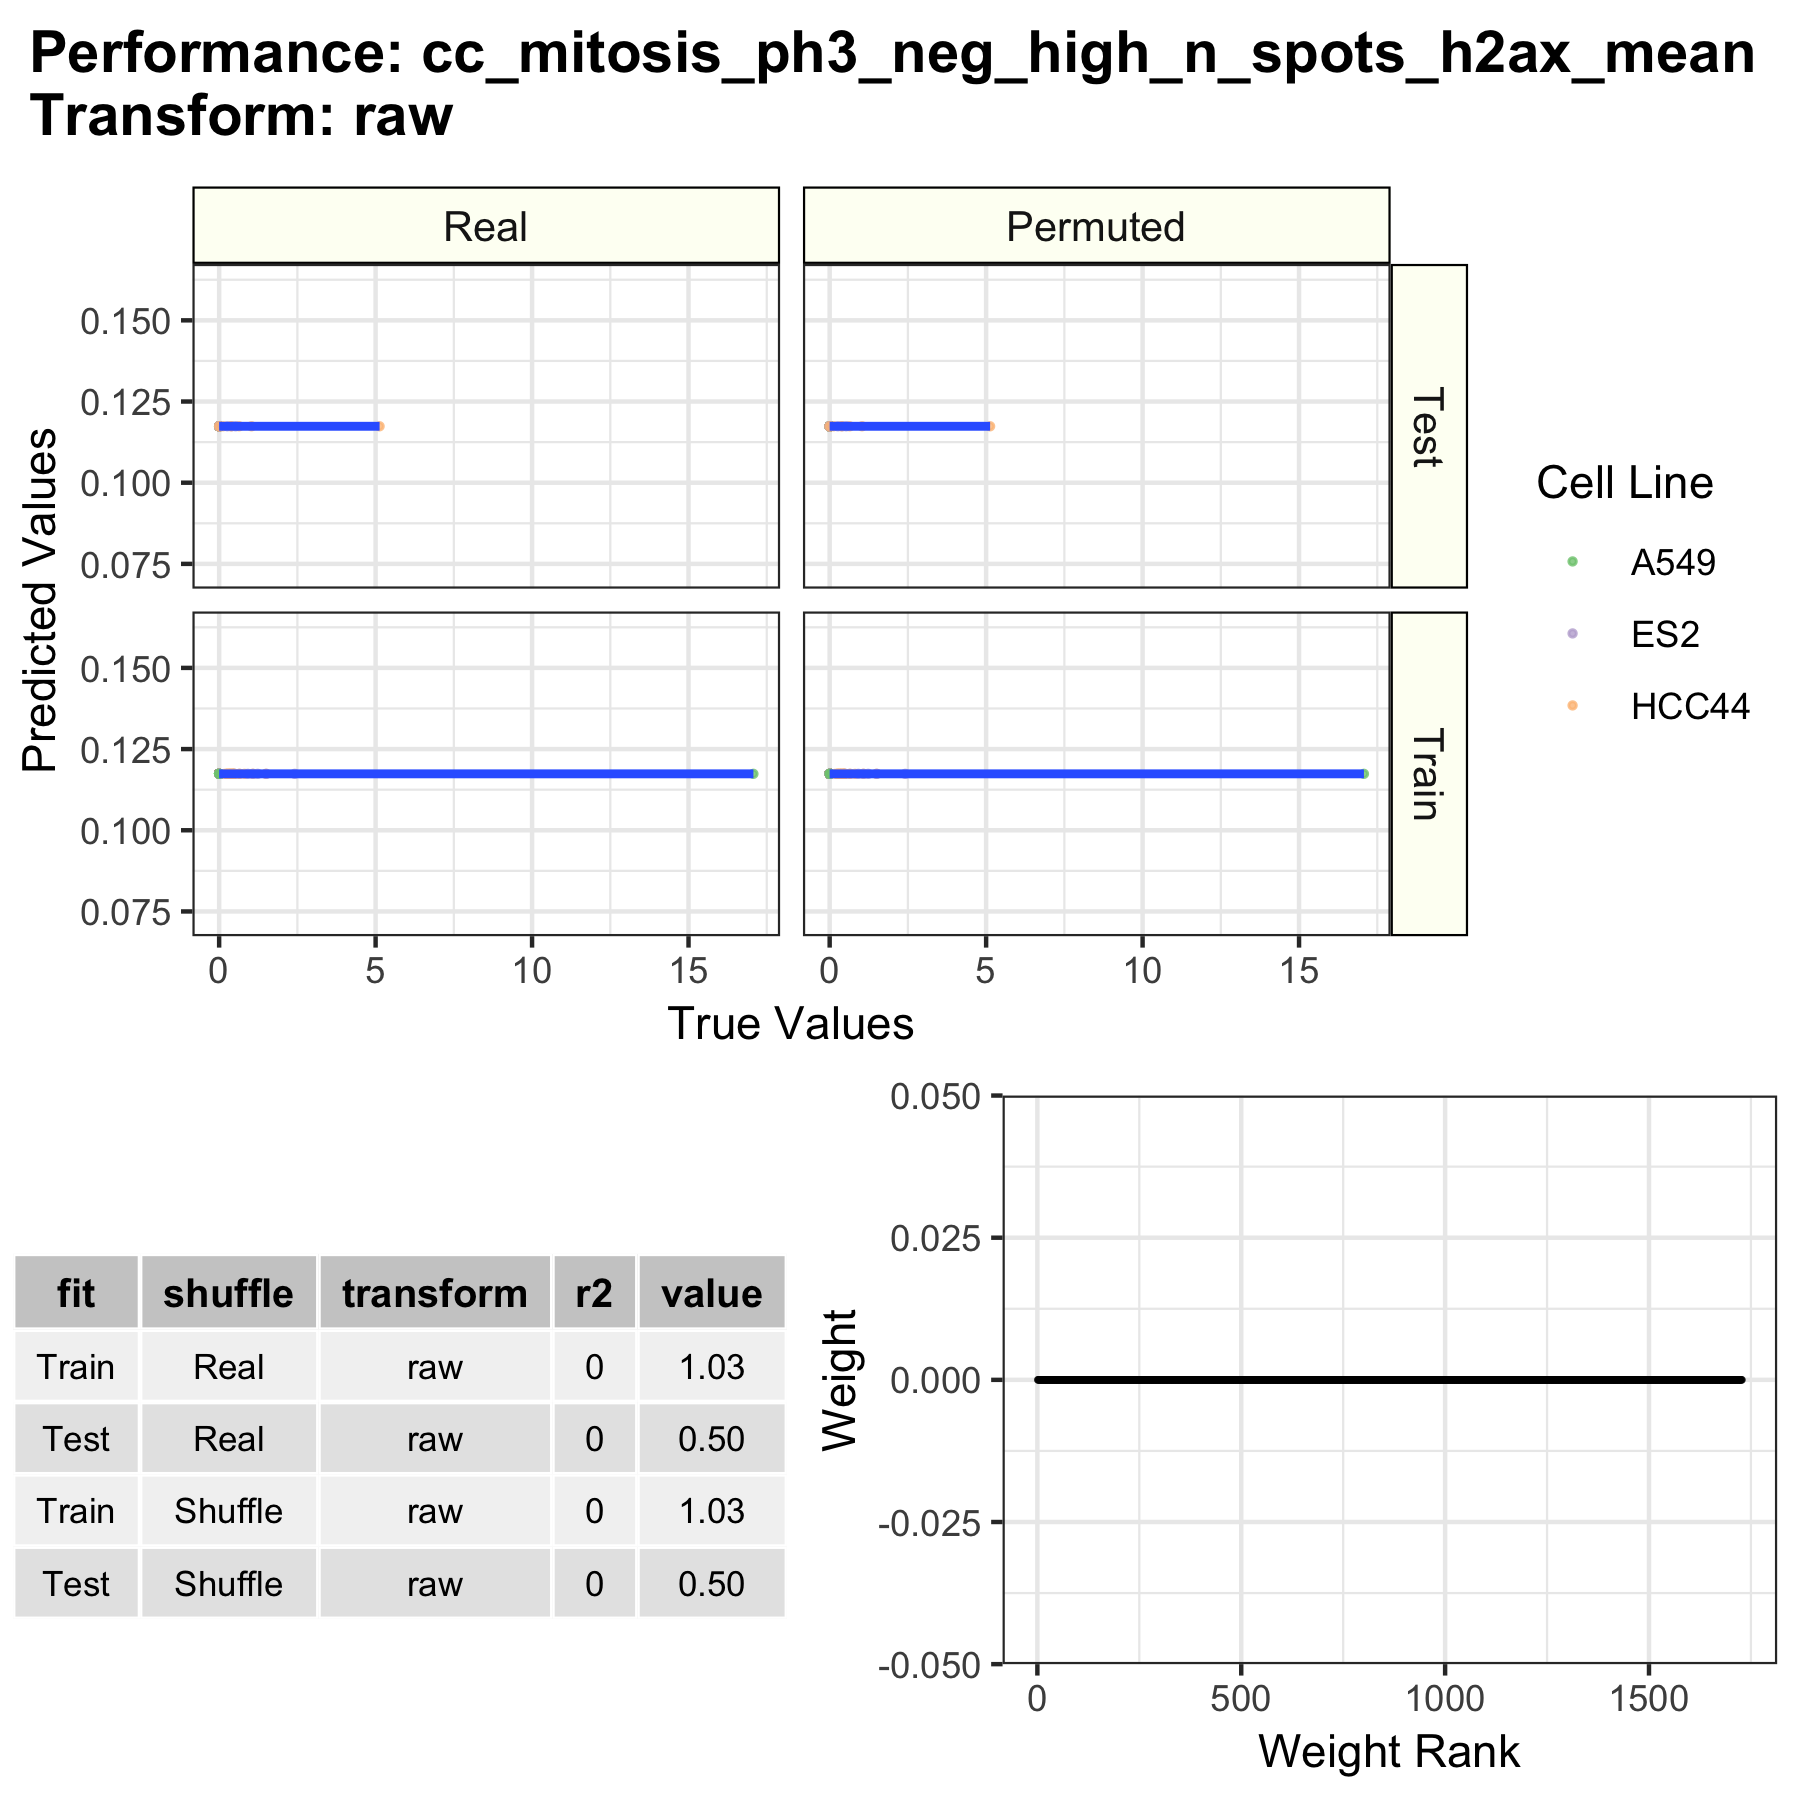 Performance: cc_mitosis_ph3_neg_high_n_spots_h2ax_mean
Transform: raw
Real
Permuted
0.150
0.125
0.100
0.075
Test
0.150
0.125
0.100
0.075
Train
Predicted Values
0 5 10 15
0 5 10 15
True Values
Cell Line
A549
ES2
HCC44
fit shuffle transform r2 value
Train Real raw 0 1.03
Test Real raw 0 0.50
Train Shuffle raw 0 1.03
Test Shuffle raw 0 0.50
Weight
0.050
0.025
0.000
-0.025
-0.050
0 500 1000 1500
Weight Rank